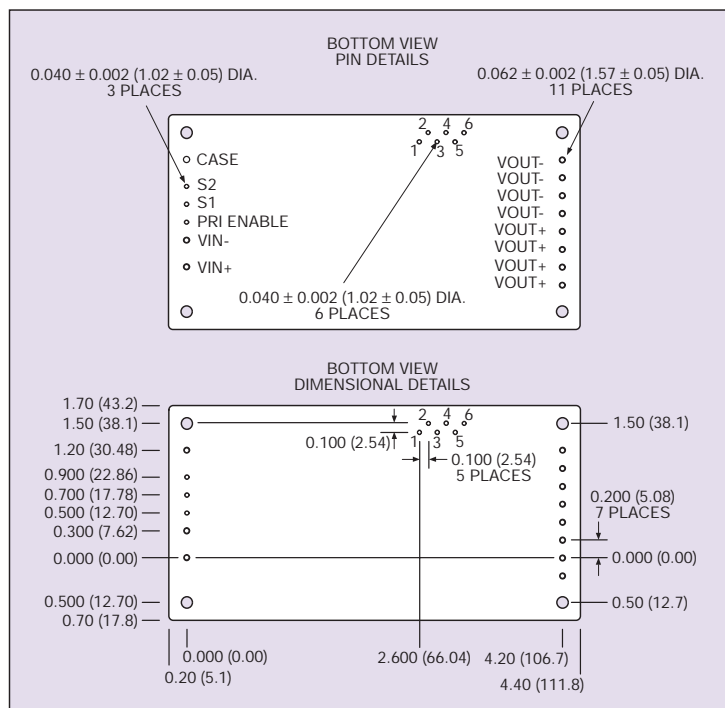 BOTTOM VIEW
PIN DETAILS
0.040 ± 0.002 (1.02 ± 0.05) DIA.
3 PLACES
0.062 ± 0.002 (1.57 ± 0.05) DIA.
11 PLACES
2 4 6
1 3 5
CASE
S2
S1
PRI ENABLE
VIN-
VIN+
VOUT-
VOUT-
VOUT-
VOUT-
VOUT+
VOUT+
VOUT+
VOUT+
0.040 ± 0.002 (1.02 ± 0.05) DIA.
6 PLACES
BOTTOM VIEW
DIMENSIONAL DETAILS
1.70 (43.2)
1.50 (38.1)
1.20 (30.48)
0.900 (22.86)
0.700 (17.78)
0.500 (12.70)
0.300 (7.62)
0.000 (0.00)
0.500 (12.70)
0.70 (17.8)
2 4 6
1 3 5
0.100 (2.54)
0.100 (2.54)
5 PLACES
1.50 (38.1)
0.200 (5.08)
7 PLACES
0.000 (0.00)
0.50 (12.7)
0.000 (0.00)
0.20 (5.1)
2.600 (66.04)
4.20 (106.7)
4.40 (111.8)